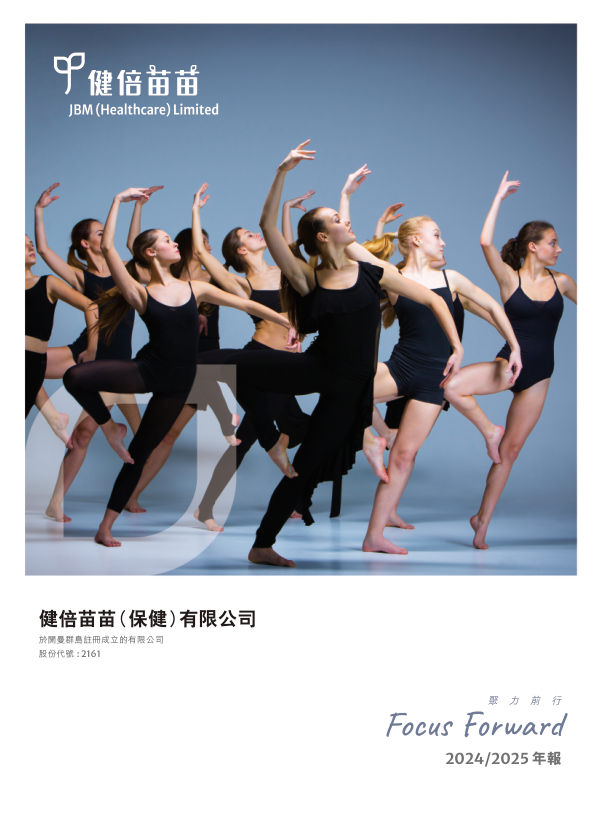 健倍苗苗
JBM (Healthcare) Limited
健倍苗苗（保健）有限公司
於開曼群島註冊成立的有限公司
股份代號 : 2161
聚力前行
Focus Forward
2024/2025 年報